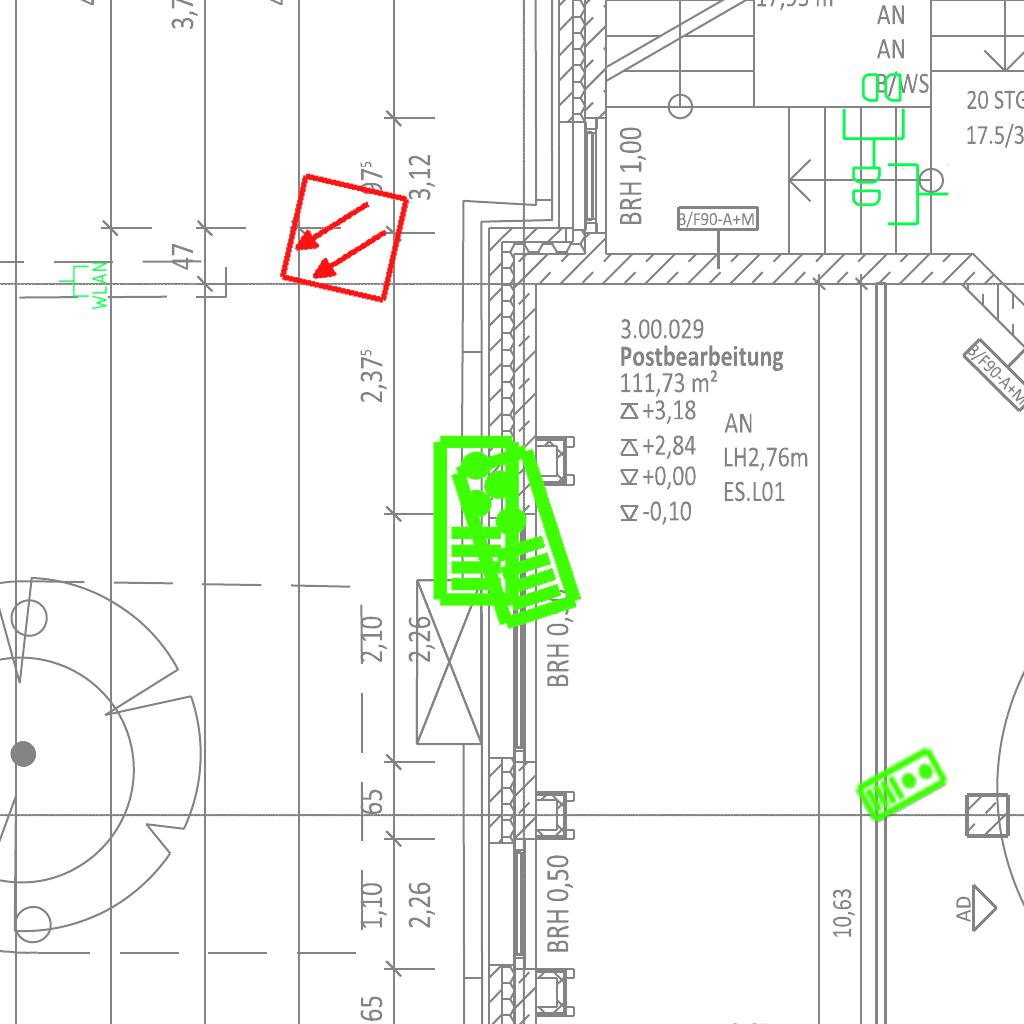 17,95 m
AN
AN
B/WS
20 STG
17.5/3
3,7
97⁵
3,12
BRH 1,00
B/F90-A+M
47
WLAN
3.00.029
Postbearbeitung
111,73 m²
+3,18
+2,84
+0,00
-0,10
AN
LH2,76m
ES.L01
B/F90-A+M
2,37⁵
2,10
2,26
BRH 0,
65
1,10
2,26
BRH 0,50
10,63
AD
65